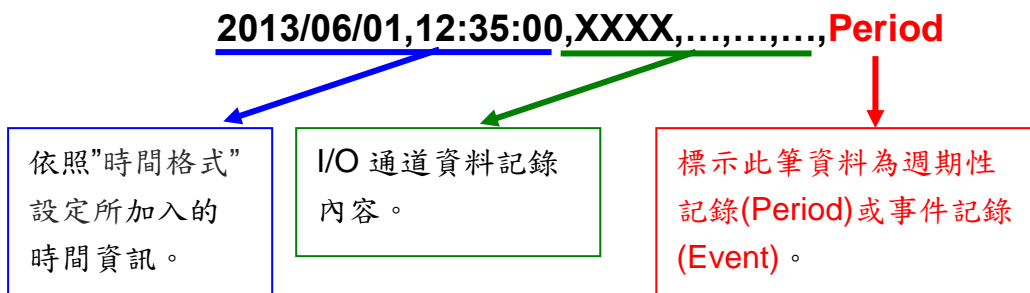 2013/06/01,12:35:00,XXXX,…,…,…,Period
依照”時間格式”
設定所加入的
時間資訊。
I/O 通道資料記錄
內容。
標示此筆資料為週期性
記錄(Period)或事件記錄
(Event)。